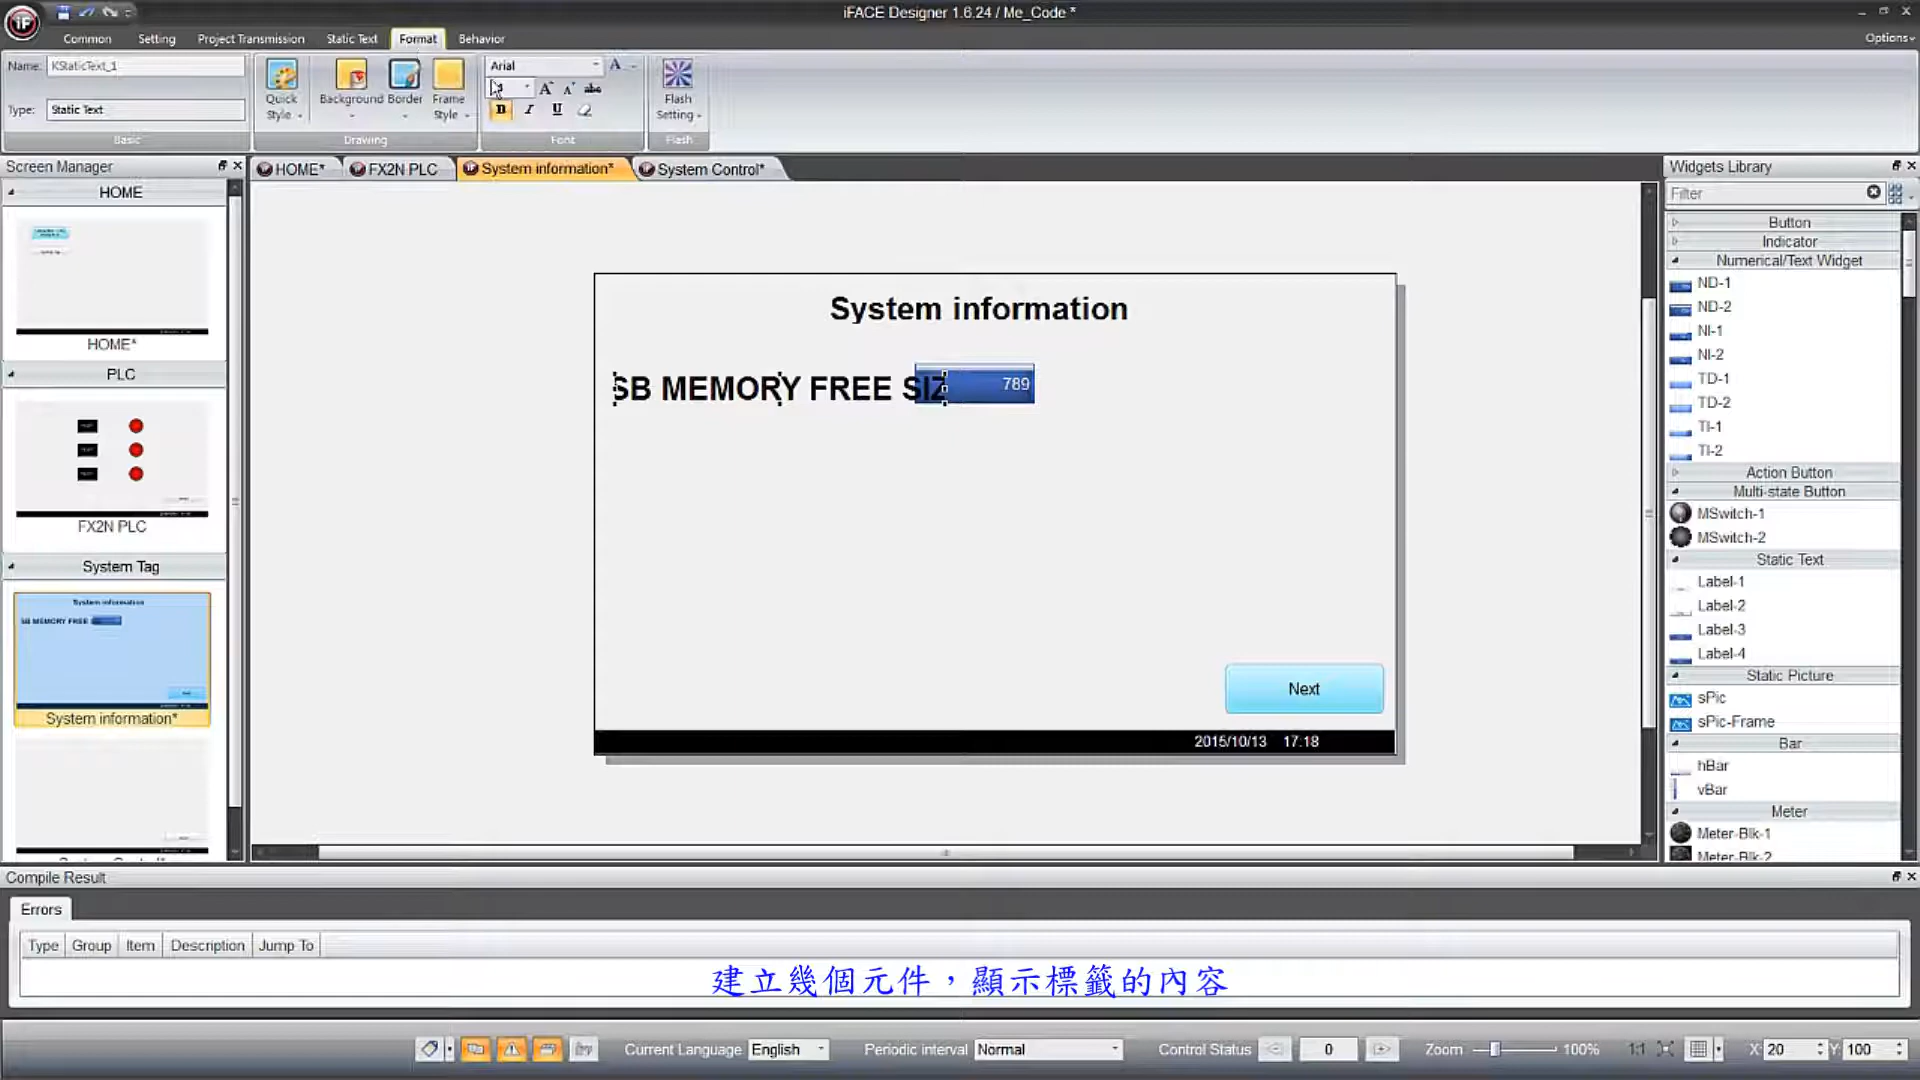 iFACE Designer 1.6.24 / Me_Code *
Common Setting Project Transmission Static Text Format Behavior
Options
Name: KStaticText_1
Type: Static Text
Basic
Quick Style
Background
Border
Frame Style
Drawing
Arial
Font
Flash Setting
Flash
Screen Manager
HOME
HOME*
PLC
FX2N PLC
System Tag
System information
SB MEMORY FREE
System information*
HOME* FX2N PLC System information* System Control*
System information
SB MEMORY FREE SIZ
789
Next
2015/10/13 17:18
Widgets Library
Filter
Button
Indicator
Numerical/Text Widget
ND-1
ND-2
NI-1
NI-2
TD-1
TD-2
TI-1
TI-2
Action Button
Multi-state Button
MSwitch-1
MSwitch-2
Static Text
Label-1
Label-2
Label-3
Label-4
Static Picture
sPic
sPic-Frame
Bar
hBar
vBar
Meter
Meter-Blk-1
Meter-Blk-2
Compile Result
Errors
Type Group Item Description Jump To
建立幾個元件，顯示標籤的內容
Current Language English Periodic interval Normal Control Status 0 Zoom 100% 1:1 X: 20 Y: 100